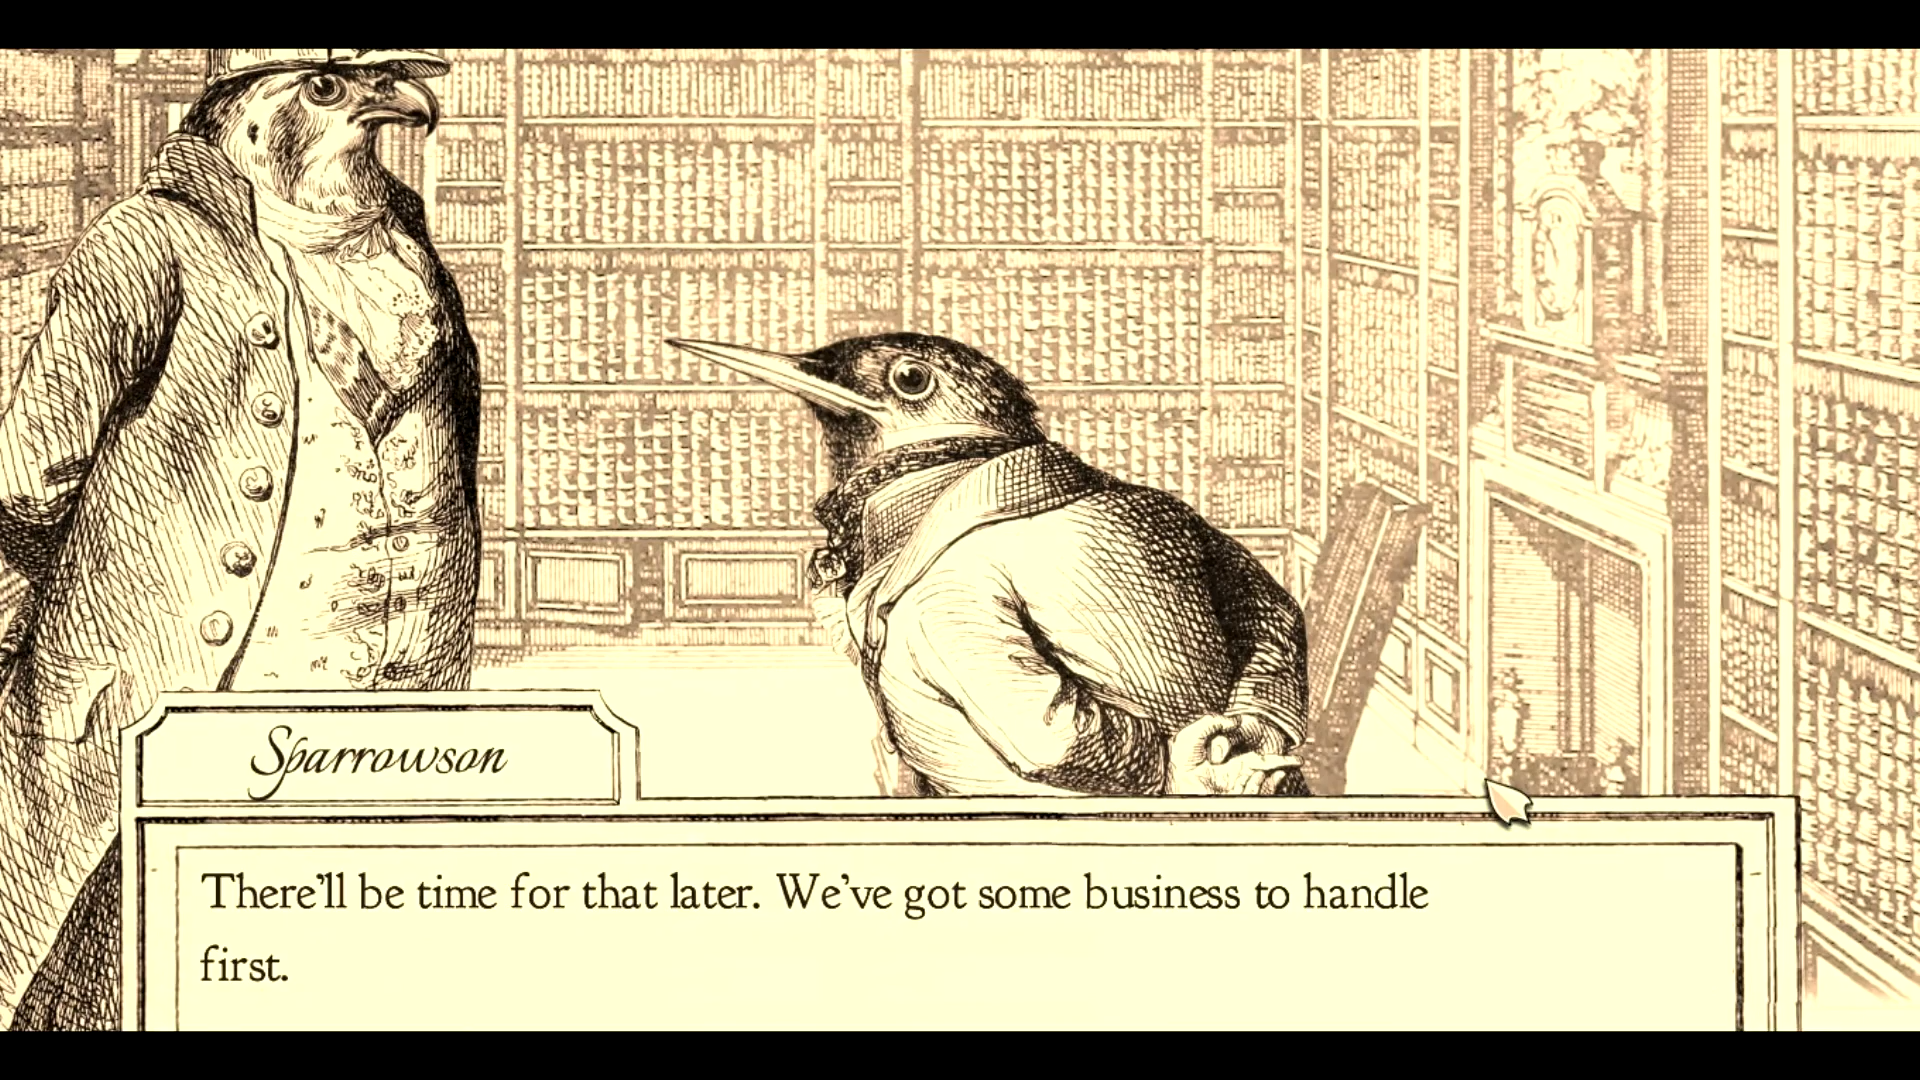 Sparrowson
There'll be time for that later. We've got some business to handle
first.